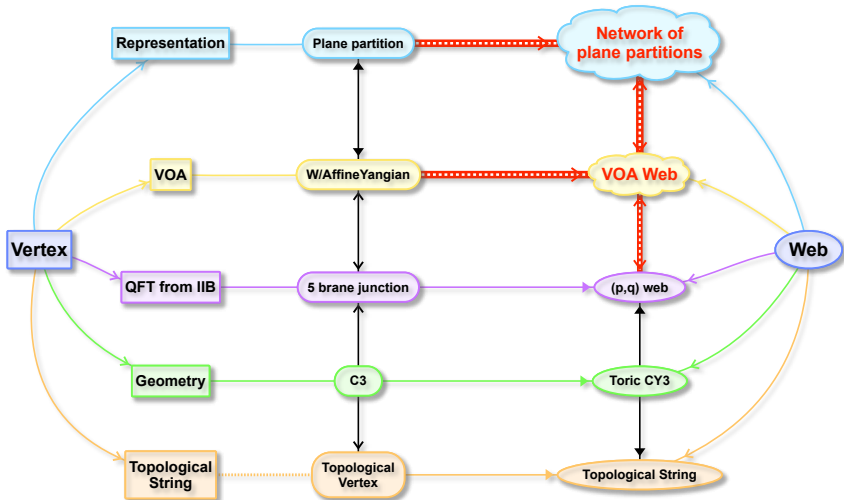 Representation
Plane partition
Network of
plane partitions
VOA
W/AffineYangian
VOA Web
Vertex
Web
QFT from IIB
5 brane junction
(p,q) web
Geometry
C3
Toric CY3
Topological
String
Topological
Vertex
Topological String